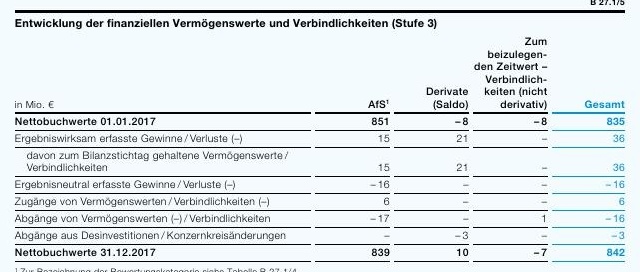 B 27.1/5
Entwicklung der finanziellen Vermögenswerte und Verbindlichkeiten (Stufe 3)
in Mio. € AfS¹ Derivate (Saldo) Zum beizulegen-den Zeitwert – Verbindlich-keiten (nicht derivativ) Gesamt
Nettobuchwerte 01.01.2017 851 –8 –8 835
Ergebniswirksam erfasste Gewinne / Verluste (–) 15 21 – 36
davon zum Bilanzstichtag gehaltene Vermögenswerte /
Verbindlichkeiten 15 21 – 36
Ergebnisneutral erfasste Gewinne / Verluste (–) –16 – – –16
Zugänge von Vermögenswerten / Verbindlichkeiten (–) 6 – – 6
Abgänge von Vermögenswerten (–) / Verbindlichkeiten –17 – 1 –16
Abgänge aus Desinvestitionen / Konzernkreisänderungen – –3 – –3
Nettobuchwerte 31.12.2017 839 10 –7 842
¹ Zur Bezeichnung der Bewertungskategorie siehe Tabelle B 27.1/4